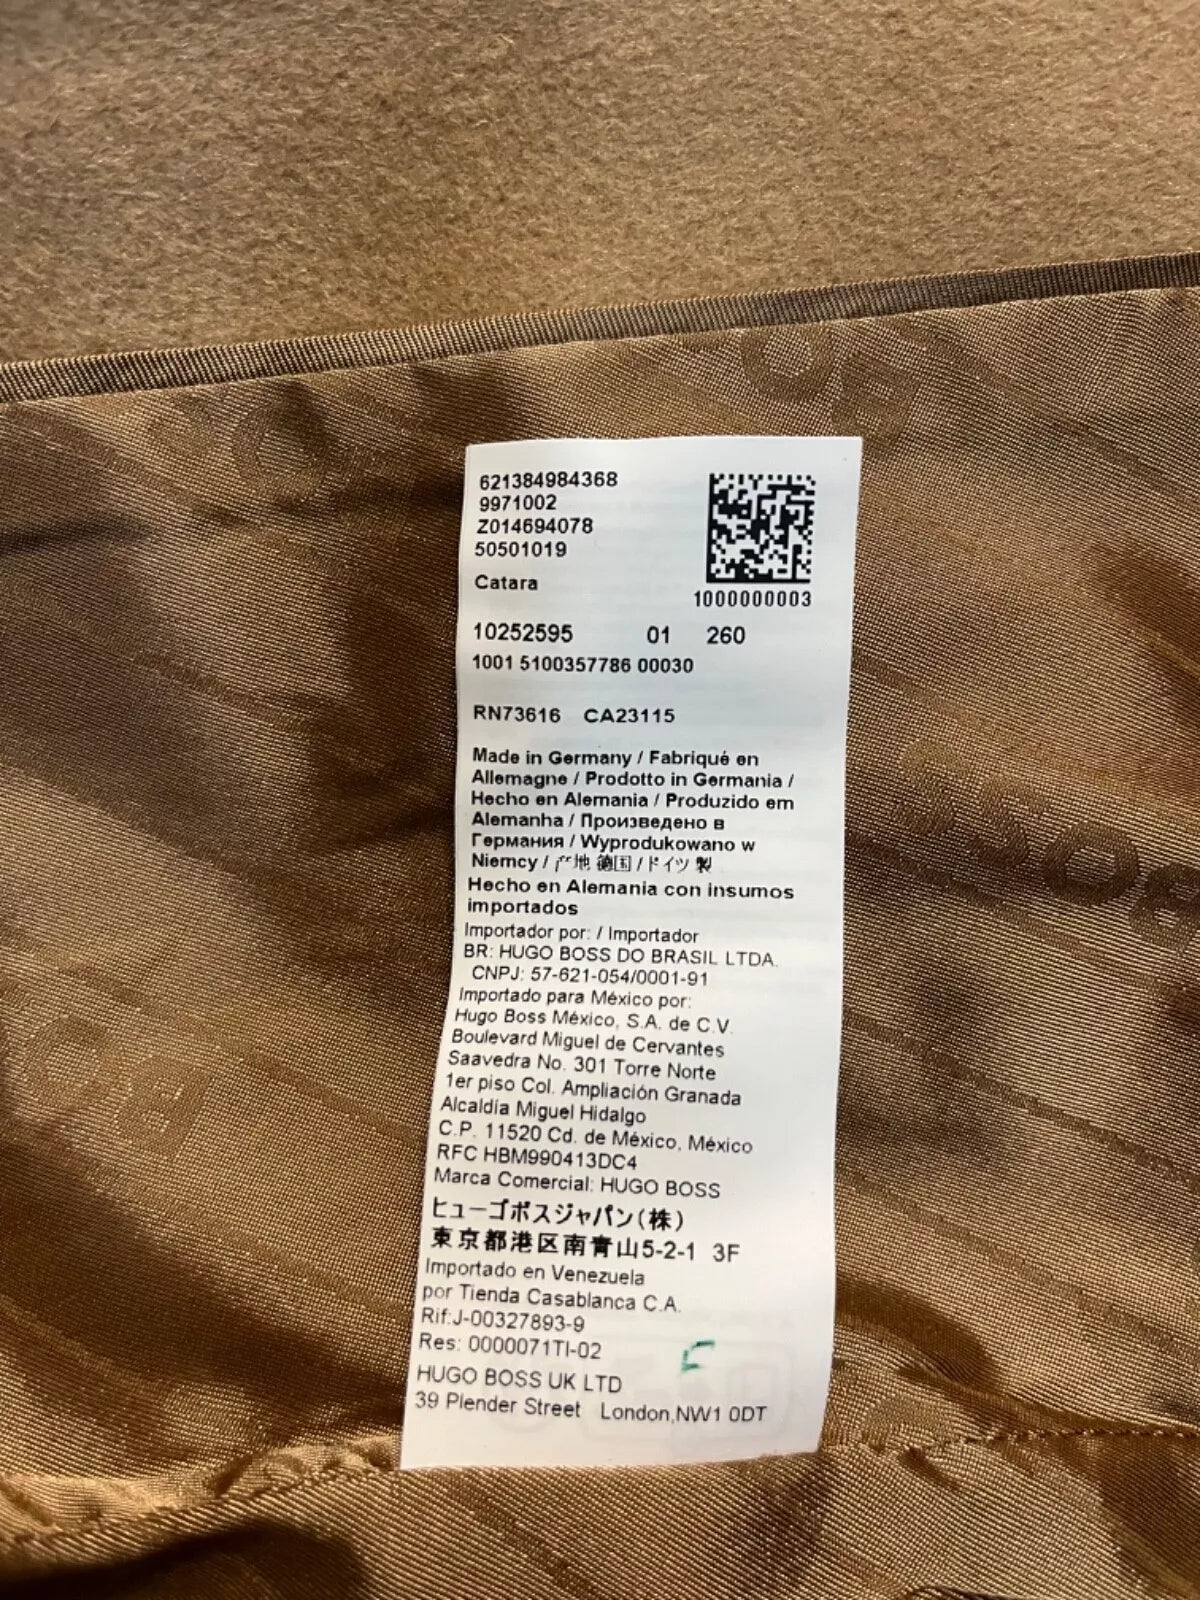 621384984368
9971002
Z014694078
50501019
Catara
1000000003
10252595 01 260
1001 5100357786 00030
RN73616 CA23115
Made in Germany / Fabriqué en
Allemagne / Prodotto in Germania /
Hecho en Alemania / Produzido em
Alemanha / Произведено в
Германия / Wyprodukowano w
Niemcy / 产地 德国 / ドイツ 製
Hecho en Alemania con insumos
importados
Importador por: / Importador
BR: HUGO BOSS DO BRASIL LTDA.
CNPJ: 57-621-054/0001-91
Importado para México por:
Hugo Boss México, S.A. de C.V.
Boulevard Miguel de Cervantes
Saavedra No. 301 Torre Norte
1er piso Col. Ampliación Granada
Alcaldía Miguel Hidalgo
C.P. 11520 Cd. de México, México
RFC HBM990413DC4
Marca Comercial: HUGO BOSS
ヒューゴボスジャパン(株)
東京都港区南青山5-2-1 3F
Importado en Venezuela
por Tienda Casablanca C.A.
Rif:J-00327893-9
Res: 0000071TI-02
HUGO BOSS UK LTD
39 Plender Street London,NW1 0DT